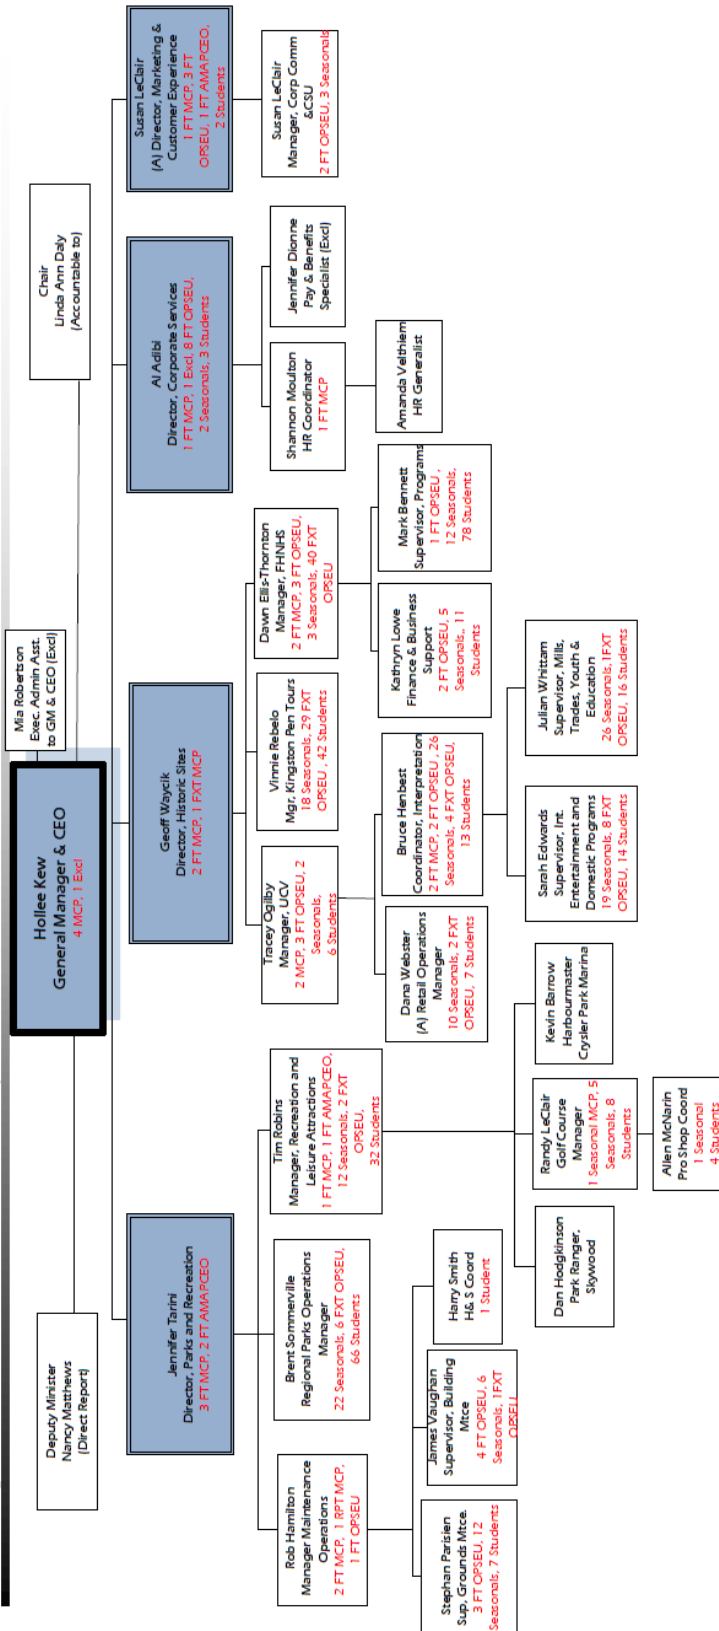 Mia Robertson
Exec. Admin Asst.
to GM & CEO (Excl)
Hollee Kew
General Manager & CEO
4 MCP, 1 Excl
Deputy Minister
Nancy Matthews
(Direct Report)
Chair
Linda Ann Daly
(Accountable to)
Jennifer Tarini
Director, Parks and Recreation
3 FT MCP, 2 FT AMAPCEO
Geoff Waycik
Director, Historic Sites
2 FT MCP, 1 FXT MCP
Al Adibi
Director, Corporate Services
1 FT MCP, 1 Excl, 8 FT OPSEU,
2 Seasonals, 3 Students
Susan LeClair
(A) Director, Marketing &
Customer Experience
1 FT MCP, 3 FT
OPSEU, 1 FT AMAPCEO,
2 Students
Rob Hamilton
Manager Maintenance
Operations
2 FT MCP, 1 RPT MCP,
1 FT OPSEU
Brent Sommerville
Regional Parks Operations
Manager
22 Seasonals, 6 FXT OPSEU,
66 Students
Tim Robins
Manager, Recreation and
Leisure Attractions
1 FT MCP, 1 FT AMAPCEO,
12 Seasonals, 2 FXT
OPSEU,
32 Students
Tracey Ogilby
Manager, UCV
2 MCP, 3 FT OPSEU, 2
Seasonals,
6 Students
Vinnie Rebelo
Mgr, Kingston Pen Tours
18 Seasonals, 29 FXT
OPSEU , 42 Students
Dawn Ellis-Thornton
Manager, FHNHS
2 FT MCP, 3 FT OPSEU,
3 Seasonals, 40 FXT
OPSEU
Shannon Moulton
HR Coordinator
1 FT MCP
Jennifer Dionne
Pay & Benefits
Specialist (Excl)
Susan LeClair
Manager, Corp Comm
&CSU
2 FT OPSEU, 3 Seasonals
Stephan Parisien
Sup, Grounds Mtce.
3 FT OPSEU, 12
Seasonals, 7 Students
James Vaughan
Supervisor, Building
Mtce
4 FT OPSEU, 6
Seasonals, 1FXT
OPSEU
Harry Smith
H& S Coord
1 Student
Dana Webster
(A) Retail Operations
Manager
10 Seasonals, 2 FXT
OPSEU, 7 Students
Bruce Henbest
Coordinator, Interpretation
2 FT MCP, 2 FT OPSEU , 26
Seasonals, 4 FXT OPSEU,
13 Students
Kathryn Lowe
Finance & Business
Support
2 FT OPSEU, 5
Seasonals,, 11
Students
Mark Bennett
Supervisor, Programs
1 FT OPSEU ,
12 Seasonals,
78 Students
Amanda Velthiem
HR Generalist
Dan Hodgkinson
Park Ranger,
Skywood
Randy LeClair
Golf Course
Manager
1 Seasonal MCP, 5
Seasonals, 8
Students
Kevin Barrow
Harbourmaster
Crysler Park Marina
Sarah Edwards
Supervisor, Int.
Entertainment and
Domestic Programs
19 Seasonals, 8 FXT
OPSEU, 14 Students
Julian Whittam
Supervisor, Mills,
Trades, Youth &
Education
26 Seasonals, 1FXT
OPSEU, 16 Students
Allen McNarin
Pro Shop Coord
1 Seasonal
4 Students